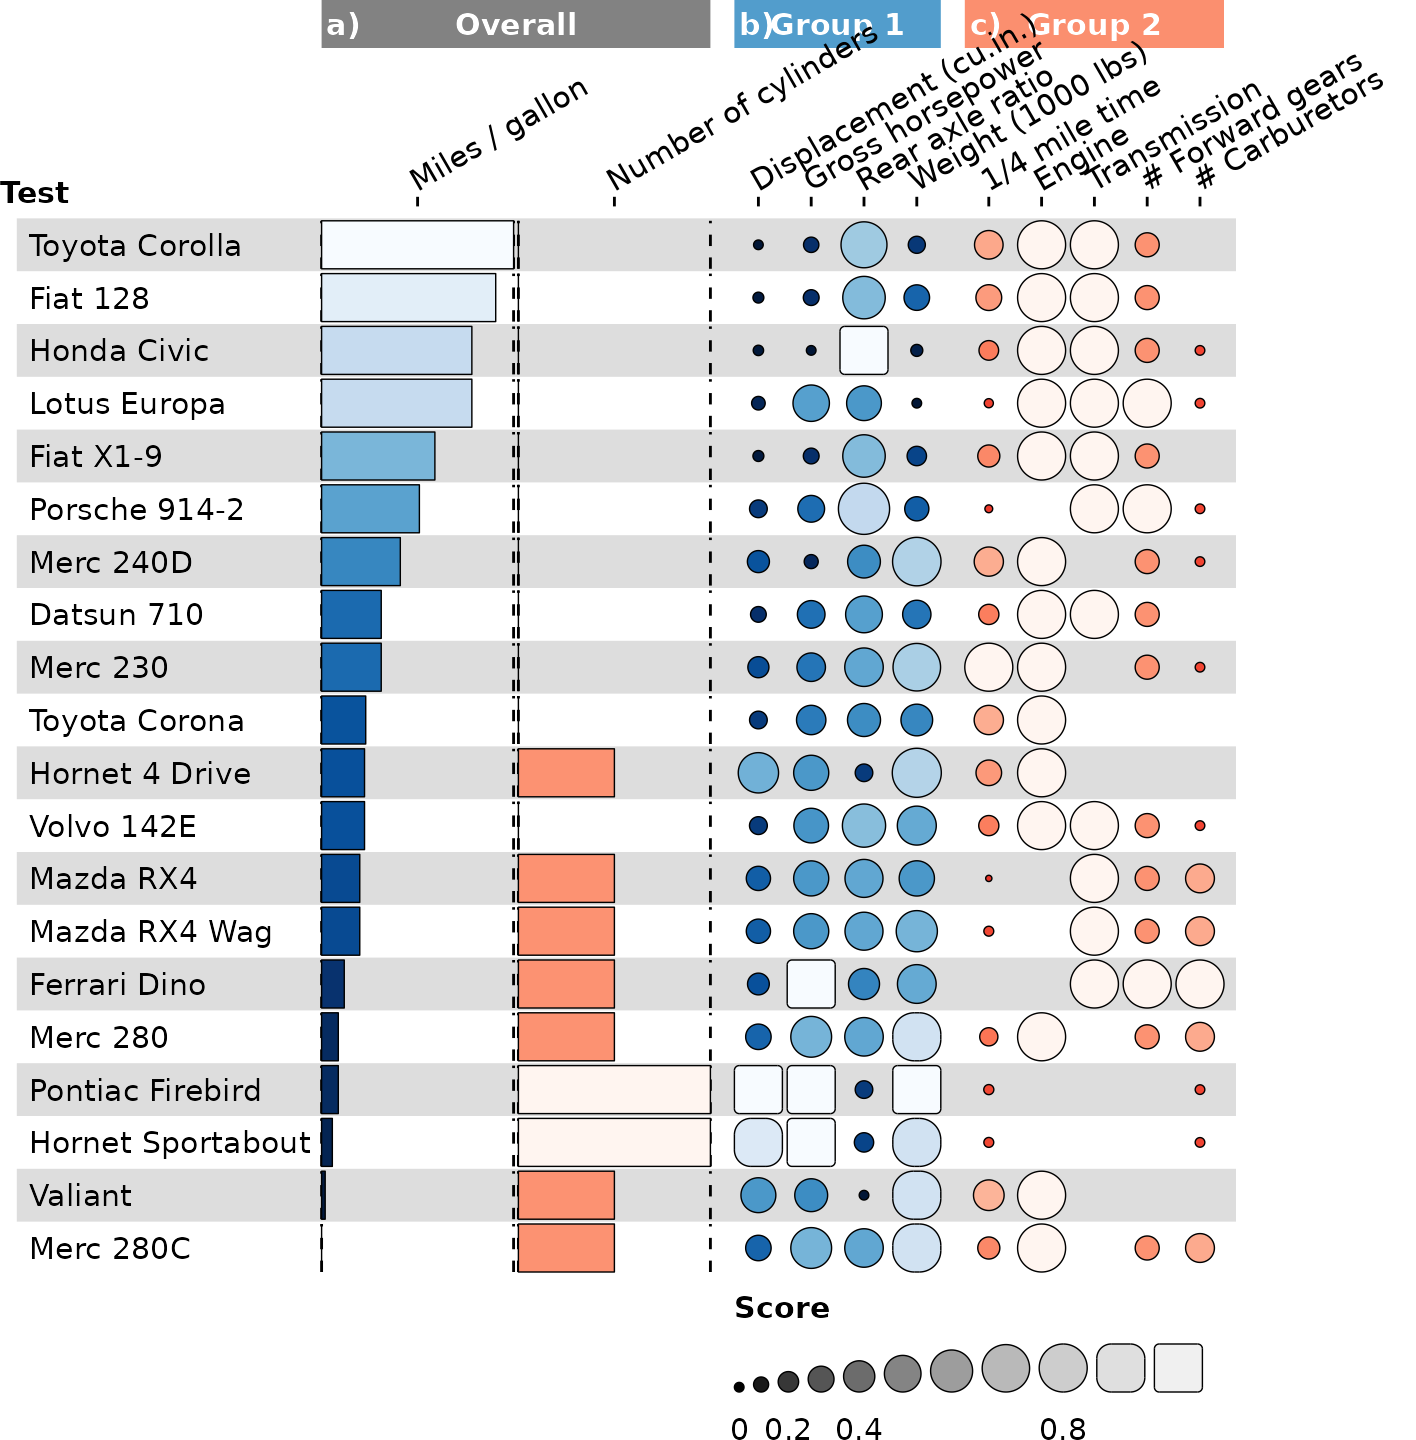 a) Overall b) Group 1 c) Group 2
Miles / gallon
Number of cylinders
Displacement (cu.in.)
Gross horsepower
Rear axle ratio
Weight (1000 lbs)
1/4 mile time
Engine
Transmission
# Forward gears
# Carburetors
Test
Toyota Corolla
Fiat 128
Honda Civic
Lotus Europa
Fiat X1-9
Porsche 914-2
Merc 240D
Datsun 710
Merc 230
Toyota Corona
Hornet 4 Drive
Volvo 142E
Mazda RX4
Mazda RX4 Wag
Ferrari Dino
Merc 280
Pontiac Firebird
Hornet Sportabout
Valiant
Merc 280C
Score
0 0.2 0.4 0.8